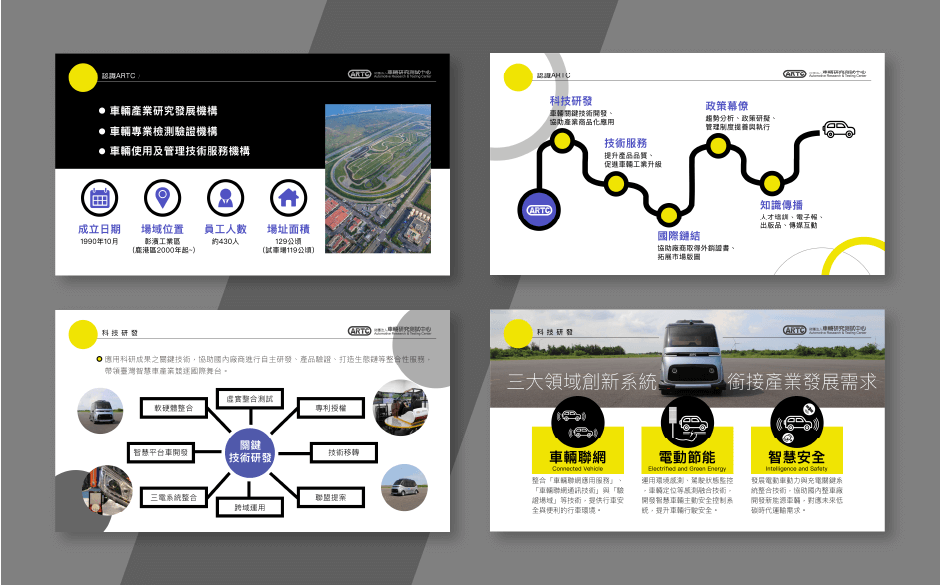 認識ARTC /
ARTC 財團法人車輛研究測試中心
Automotive Research & Testing Center
車輛產業研究發展機構
車輛專業檢測驗證機構
車輛使用及管理技術服務機構
成立日期
1990年10月
場域位置
彰濱工業區
(鹿港區2000年起~)
員工人數
約430人
場址面積
129公頃
(試車場119公頃)
認識ARTC
ARTC 財團法人車輛研究測試中心
Automotive Research & Testing Center
科技研發
車輛關鍵技術開發、
協助產業商品化應用
技術服務
提升產品品質、
促進車輛工業升級
政策幕僚
趨勢分析、政策研擬、
管理制度擬審與執行
ARTC
國際鏈結
協助廠商取得外銷證書、
拓展市場版圖
知識傳播
人才培訓、電子報、
出版品、傳媒互動
科技研發
ARTC 財團法人車輛研究測試中心
Automotive Research & Testing Center
應用科研成果之關鍵技術，協助國內廠商進行自主研發、產品驗證、打造生態鏈等整合性服務，
帶領臺灣智慧車產業競逐國際舞台。
虛實整合測試
軟硬體整合
專利授權
關鍵
技術研發
智慧平台車開發
技術移轉
三電系統整合
聯盟提案
跨域運用
科技研發
ARTC 財團法人車輛研究測試中心
Automotive Research & Testing Center
三大領域創新系統 銜接產業發展需求
車輛聯網
Connected Vehicle
整合「車輛聯網應用服務」、
「車輛聯網通訊技術」與「驗
證場域」等技術，提供行車安
全與便利的行車環境。
電動節能
Electrified and Green Energy
運用環境感測、駕駛狀態監控
、車輛定位等感測融合技術，
開發智慧車輛主動安全控制系
統，提升車輛行駛安全。
智慧安全
Intelligence and Safety
發展電動車動力與充電關鍵系
統整合技術，協助國內整車廠
開發新能源車輛，對應未來低
碳時代運輸需求。